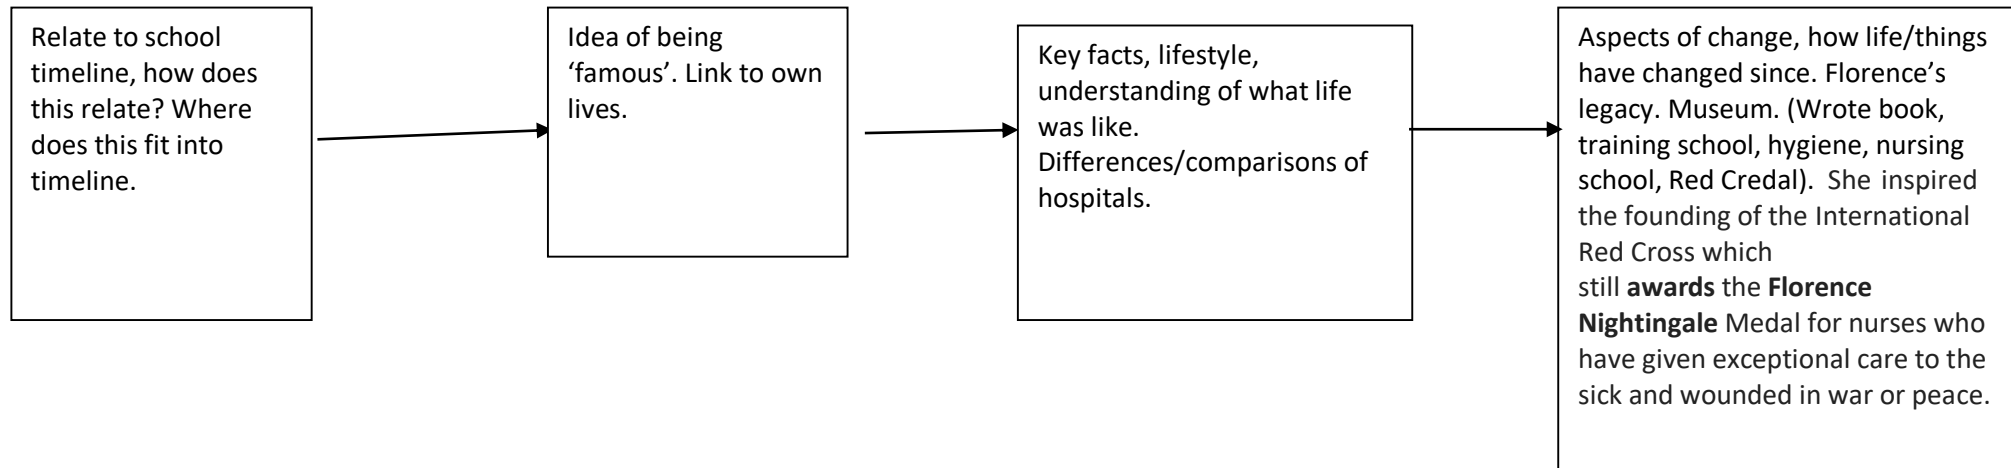 Relate to school
timeline, how does
this relate? Where
does this fit into
timeline.
Idea of being
‘famous’. Link to own
lives.
Key facts, lifestyle,
understanding of what life
was like.
Differences/comparisons of
hospitals.
Aspects of change, how life/things
have changed since. Florence’s
legacy. Museum. (Wrote book,
training school, hygiene, nursing
school, Red Credal). She inspired
the founding of the International
Red Cross which
still awards the Florence
Nightingale Medal for nurses who
have given exceptional care to the
sick and wounded in war or peace.